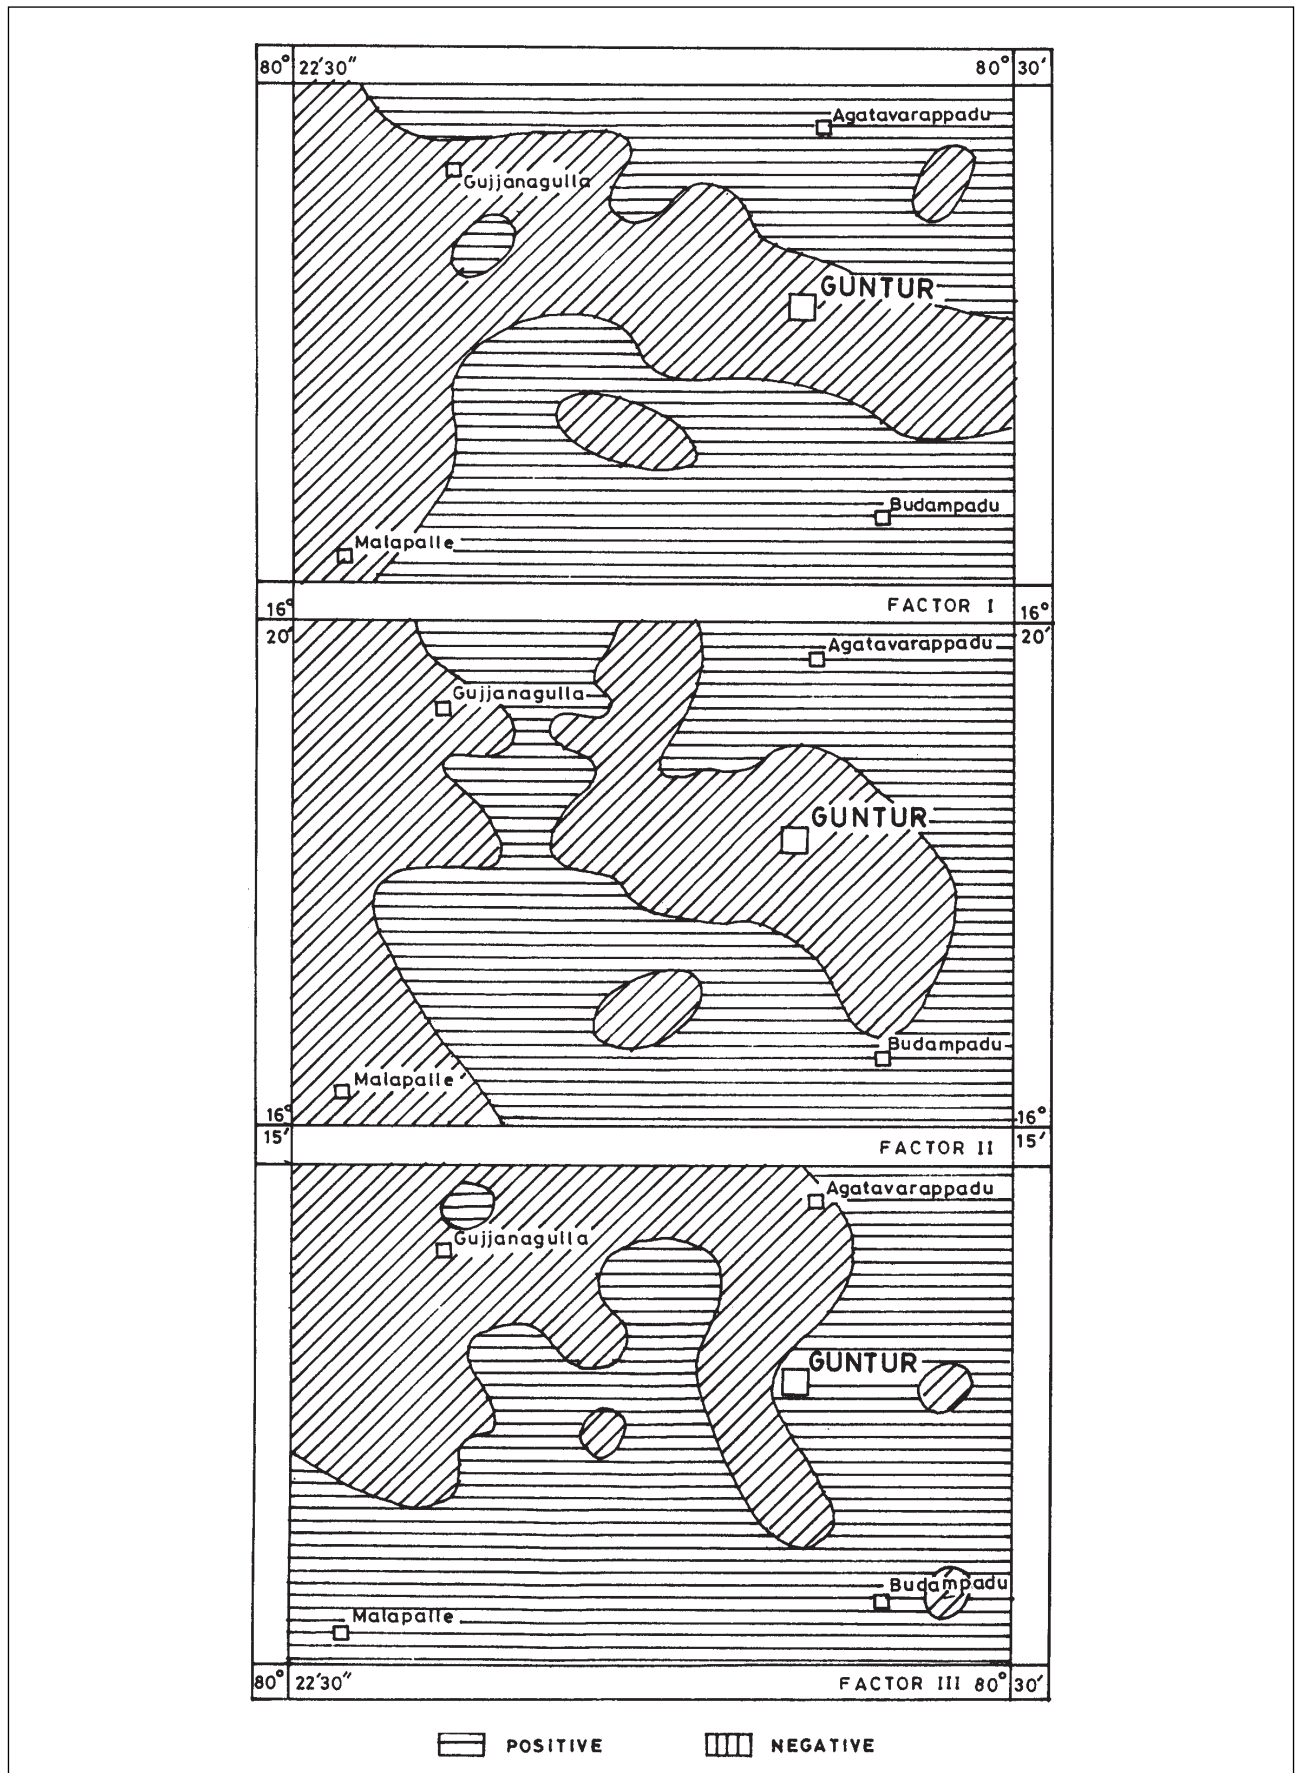 80° 22′30″ 80° 30′
Agatavarappadu
Gujjanagulla
GUNTUR
Budampadu
Malapalle
FACTOR I
16° 16°
20′ 20′
Agatavarappadu
Gujjanagulla
GUNTUR
Budampadu
Malapalle
16° 16°
15′ 15′
FACTOR II
Agatavarappadu
Gujjanagulla
GUNTUR
Budampadu
Malapalle
80° 22′30″ FACTOR III 80° 30′
POSITIVE NEGATIVE